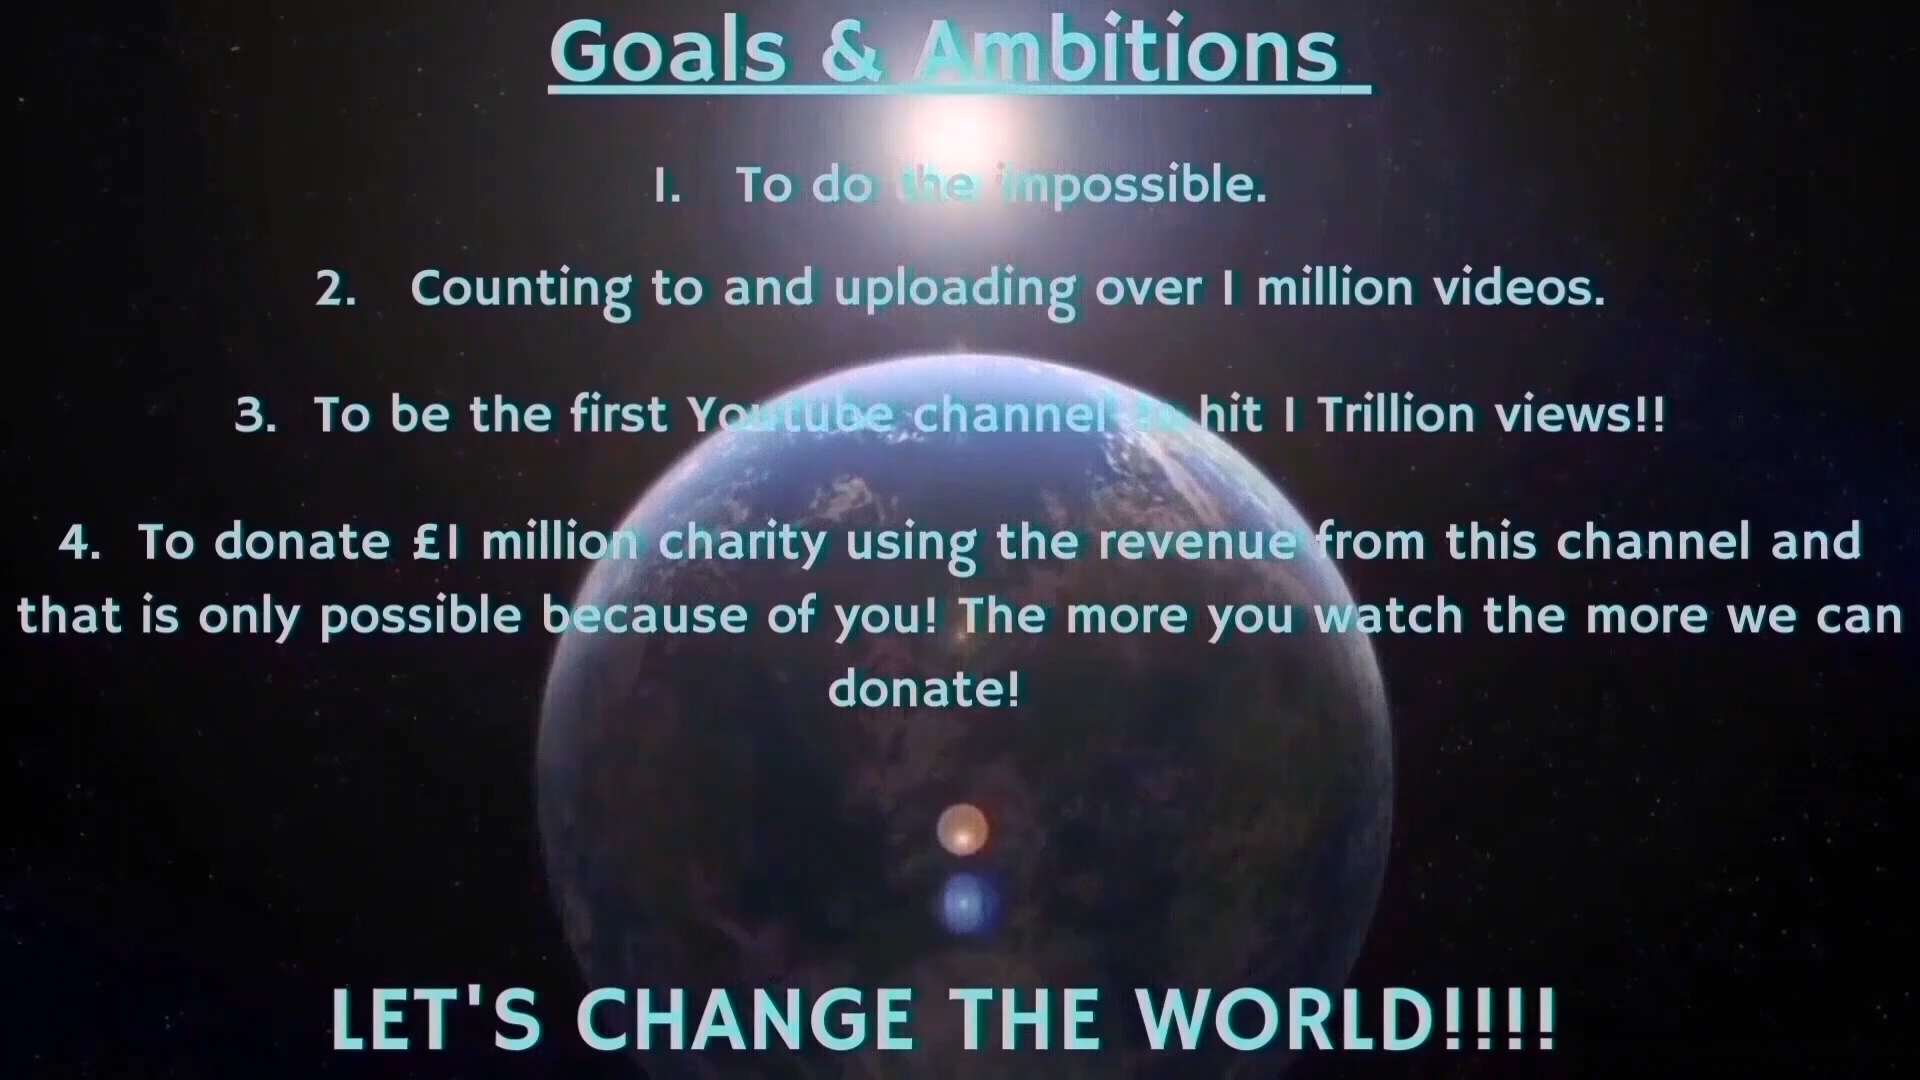 Goals & Ambitions
1. To do the impossible.
2. Counting to and uploading over 1 million videos.
3. To be the first Youtube channel to hit 1 Trillion views!!
4. To donate £1 million charity using the revenue from this channel and
that is only possible because of you! The more you watch the more we can
donate!
LET'S CHANGE THE WORLD!!!!